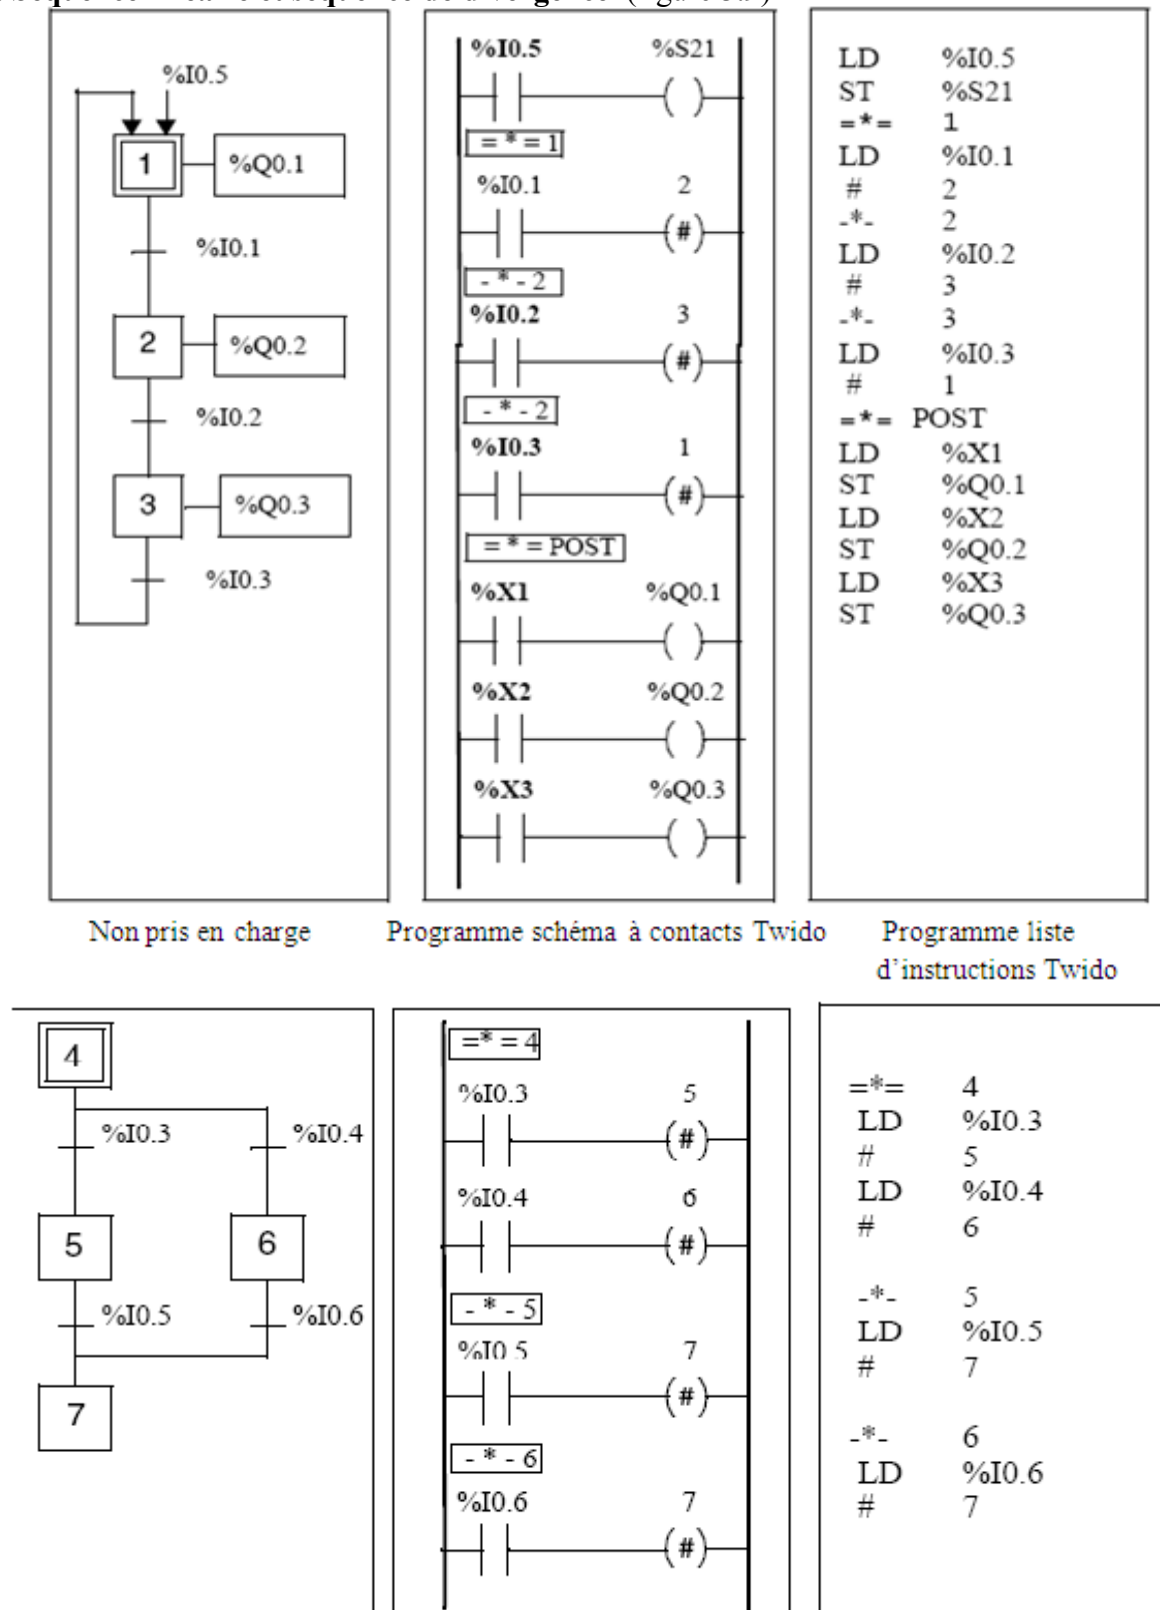 %I0.5
1
%Q0.1
%I0.1
2
%Q0.2
%I0.2
3
%Q0.3
%I0.3
%I0.5 %S21
( )
= * = 1
%I0.1 2
(#)
- * - 2
%I0.2 3
(#)
- * - 2
%I0.3 1
(#)
= * = POST
%X1 %Q0.1
( )
%X2 %Q0.2
( )
%X3 %Q0.3
( )
LD %I0.5
ST %S21
=*= 1
LD %I0.1
# 2
-*- 2
LD %I0.2
# 3
-*- 3
LD %I0.3
# 1
=*= POST
LD %X1
ST %Q0.1
LD %X2
ST %Q0.2
LD %X3
ST %Q0.3
Non pris en charge
Programme schéma à contacts Twido
Programme liste
d'instructions Twido
4
%I0.3 %I0.4
5 6
%I0.5 %I0.6
7
=* = 4
%I0.3 5
(#)
%I0.4 6
(#)
- * - 5
%I0.5 7
(#)
- * - 6
%I0.6 7
(#)
=*= 4
LD %I0.3
# 5
LD %I0.4
# 6
-*- 5
LD %I0.5
# 7
-*- 6
LD %I0.6
# 7